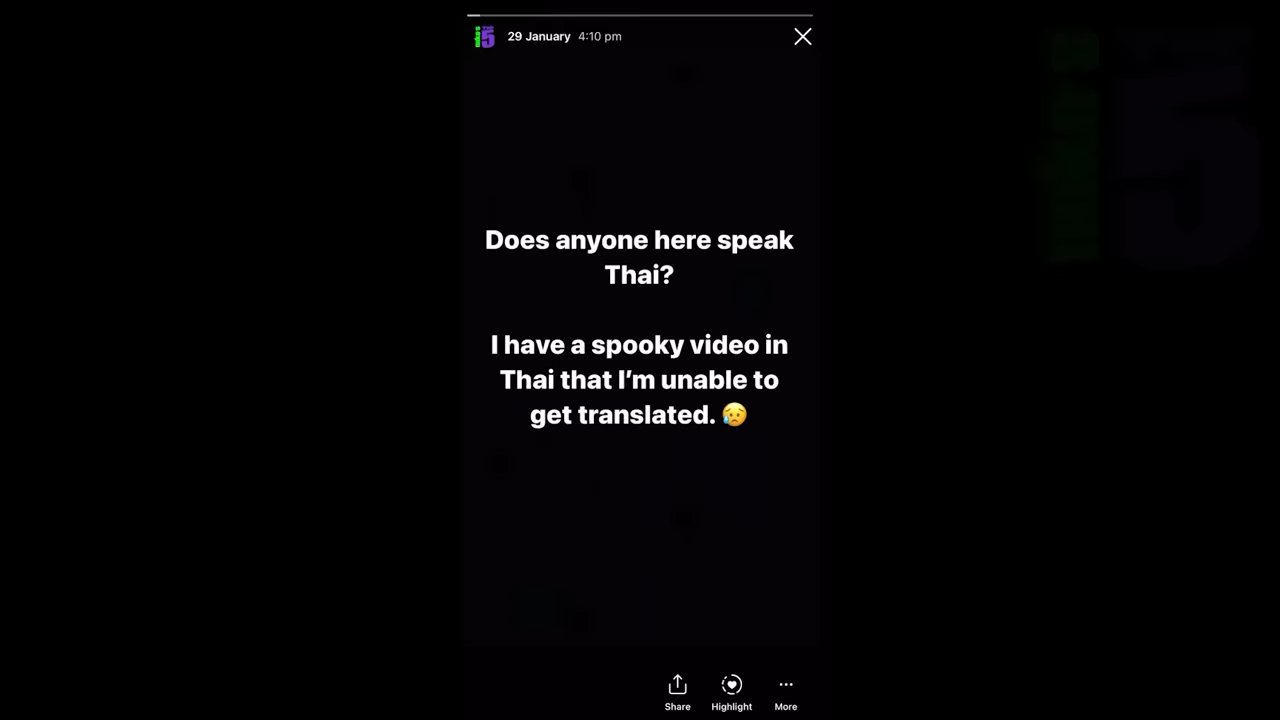 29 January 4:10 pm
Does anyone here speak
Thai?
I have a spooky video in
Thai that I’m unable to
get translated. 😥
Share Highlight More